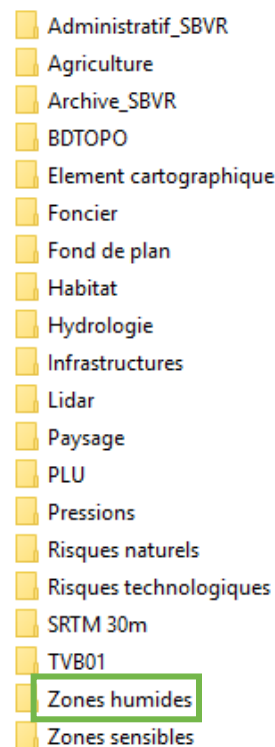 Administratif_SBVR
Agriculture
Archive_SBVR
BDTOPO
Element cartographique
Foncier
Fond de plan
Habitat
Hydrologie
Infrastructures
Lidar
Paysage
PLU
Pressions
Risques naturels
Risques technologiques
SRTM 30m
TVB01
Zones humides
Zones sensibles